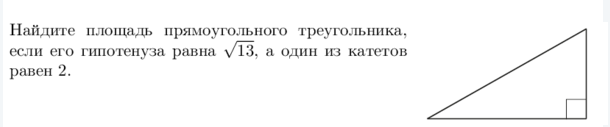 Найдите площадь прямоугольного треугольника,
если его гипотенуза равна √13, а один из катетов
равен 2.